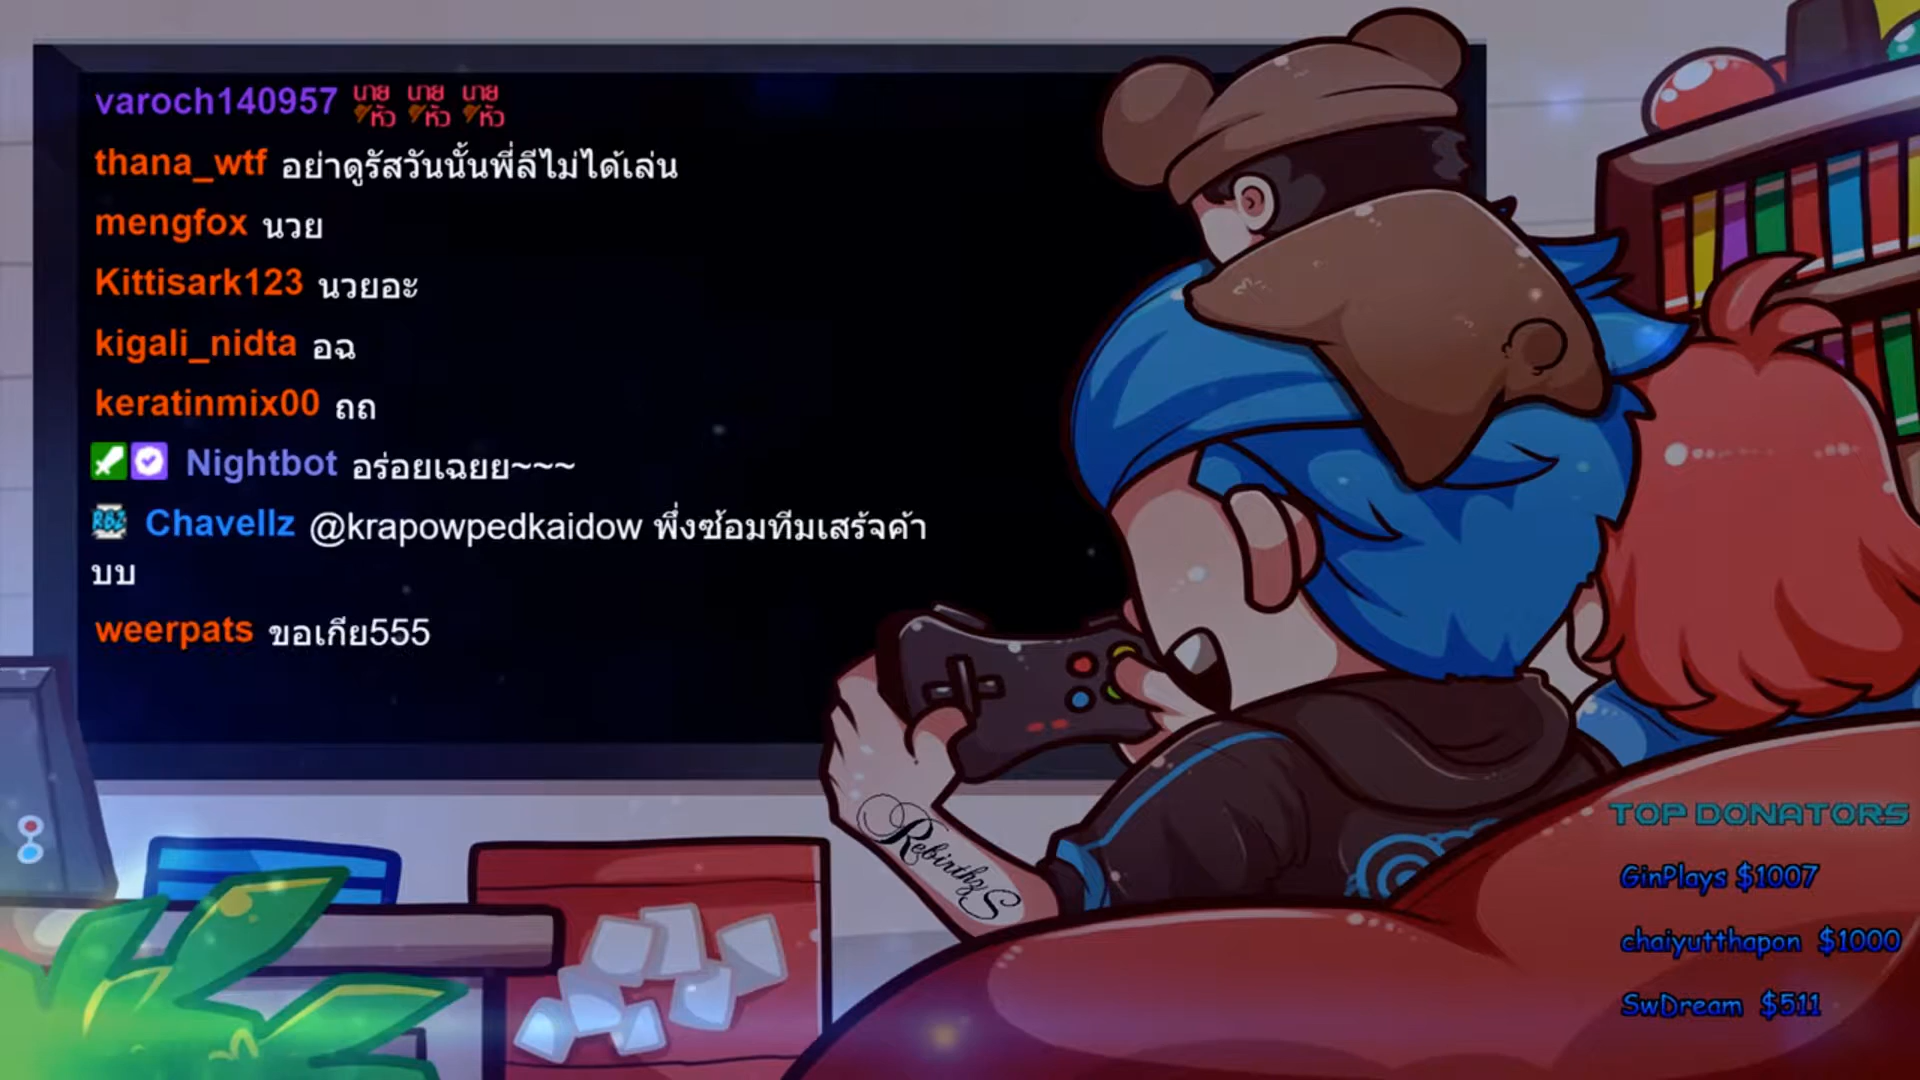 varoch140957 นายหัว นายหัว นายหัว
thana_wtf อย่าดูรัสวันนั้นพี่ลีไม่ได้เล่น
mengfox นวย
Kittisark123 นวยอะ
kigali_nidta อฉ
keratinmix00 ถถ
Nightbot อร่อยเฉยย~~~
RBZ Chavellz @krapowpedkaidow พึ่งซ้อมทีมเสร้จค้า
บบ
weerpats ขอเกีย555
RebirthzS
TOP DONATORS
GinPlays $1007
chaiyutthapon $1000
SwDream $511